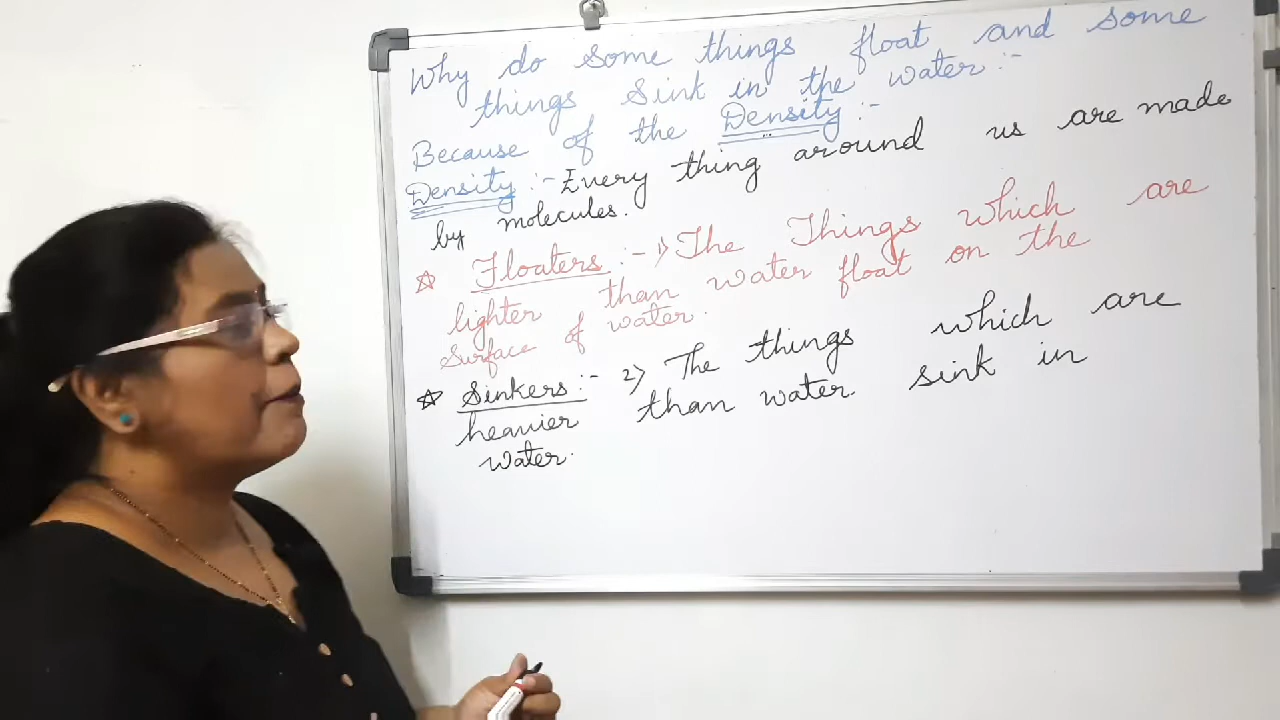 Why do some things float and some
things Sink in the water:-
Because of the Density:-
Density:- Every thing around us are made
by molecules.
☆ Floaters:- 1) The Things which are
lighter than water float on the
Surface of water.
☆ Sinkers:- 2) The things which are
heavier than water sink in
water.